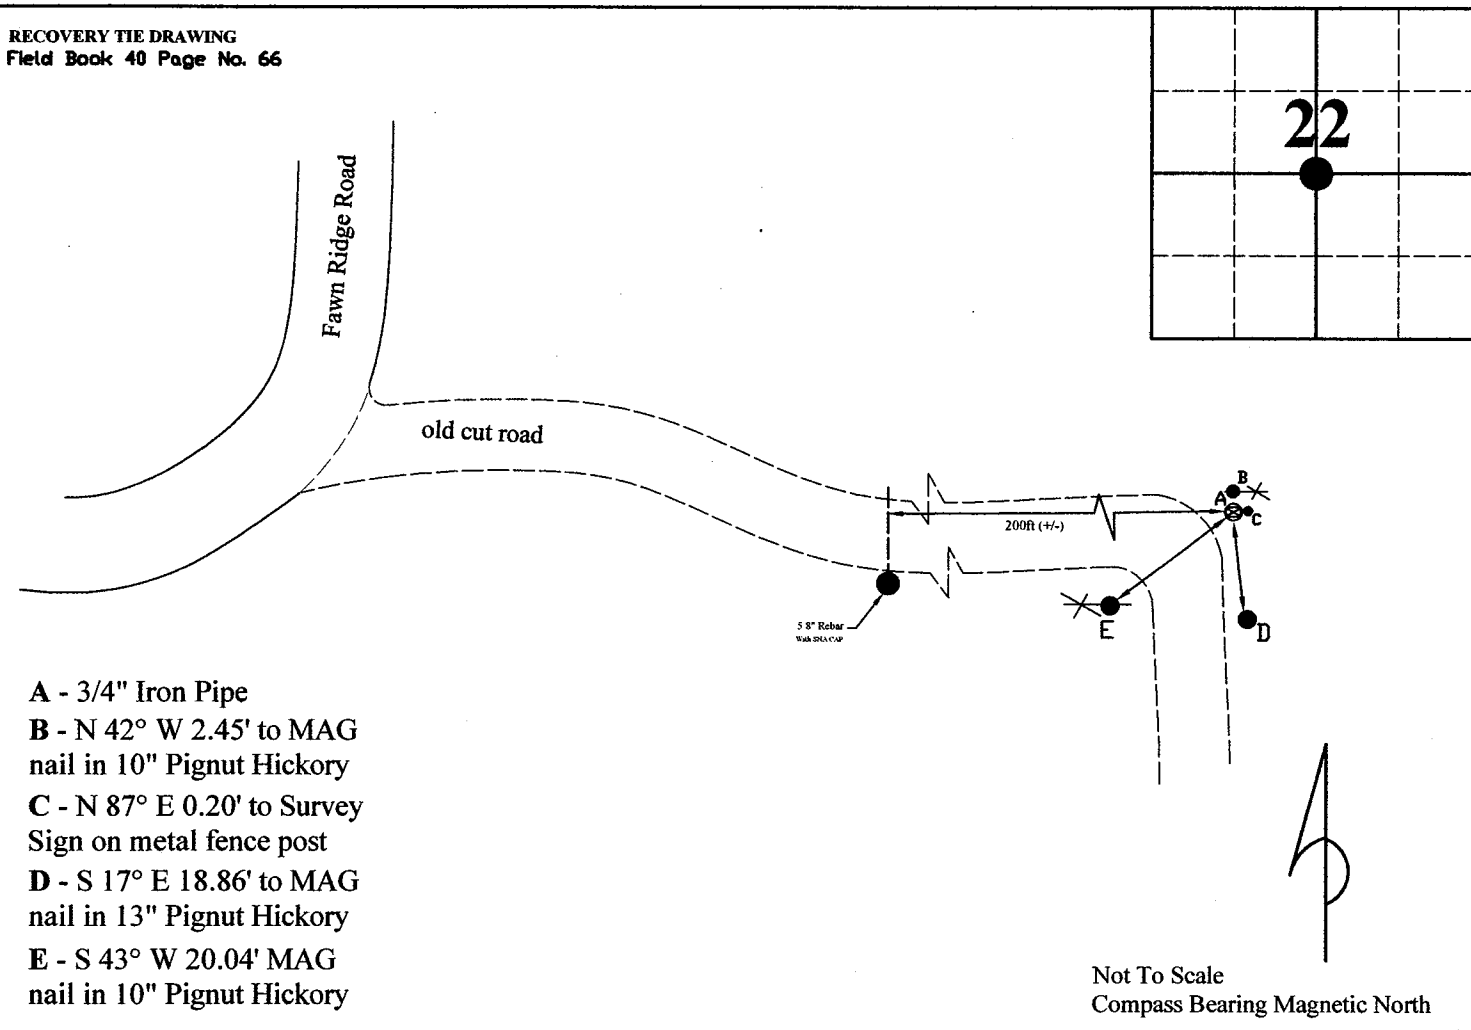 RECOVERY TIE DRAWING
Field Book 40 Page No. 66
22
Fawn Ridge Road
old cut road
B
A
C
200ft (+/-)
E
D
5 8" Rebar
With SMA CAP
A - 3/4" Iron Pipe
B - N 42° W 2.45' to MAG
nail in 10" Pignut Hickory
C - N 87° E 0.20' to Survey
Sign on metal fence post
D - S 17° E 18.86' to MAG
nail in 13" Pignut Hickory
E - S 43° W 20.04' MAG
nail in 10" Pignut Hickory
Not To Scale
Compass Bearing Magnetic North